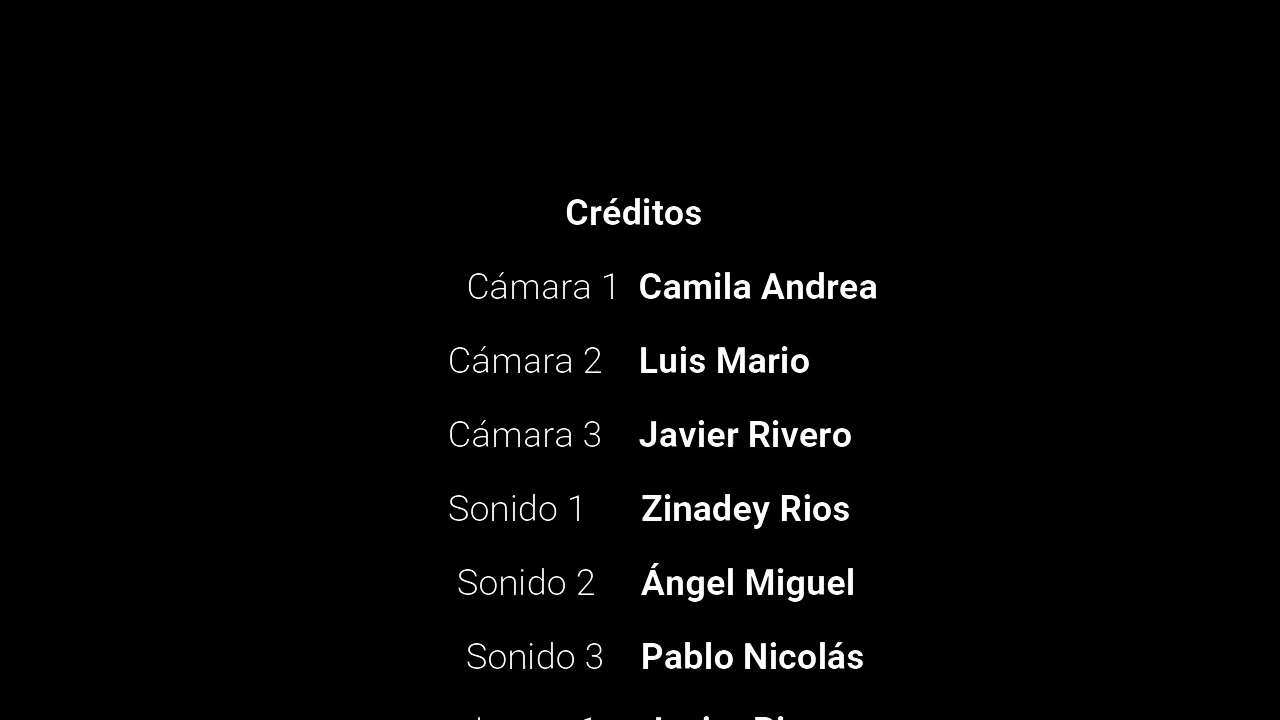 Créditos
Cámara 1 Camila Andrea
Cámara 2 Luis Mario
Cámara 3 Javier Rivero
Sonido 1 Zinadey Rios
Sonido 2 Ángel Miguel
Sonido 3 Pablo Nicolás